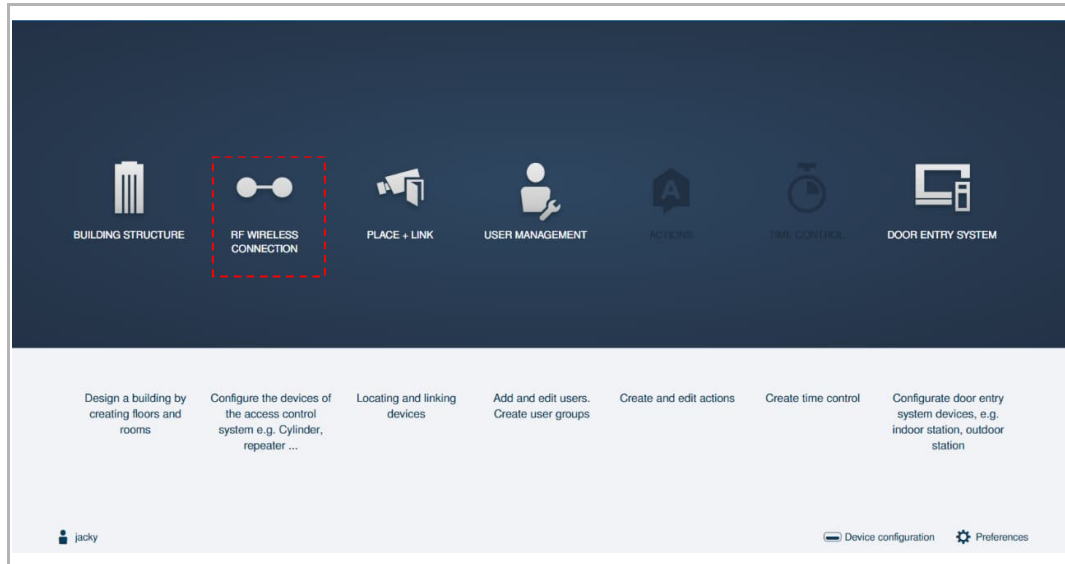 BUILDING STRUCTURE
RF WIRELESS
CONNECTION
PLACE + LINK
USER MANAGEMENT
ACTIONS
TIME CONTROL
DOOR ENTRY SYSTEM
Design a building by
creating floors and
rooms
Configure the devices of
the access control
system e.g. Cylinder,
repeater ...
Locating and linking
devices
Add and edit users.
Create user groups
Create and edit actions
Create time control
Configurate door entry
system devices, e.g.
indoor station, outdoor
station
jacky
Device configuration
Preferences